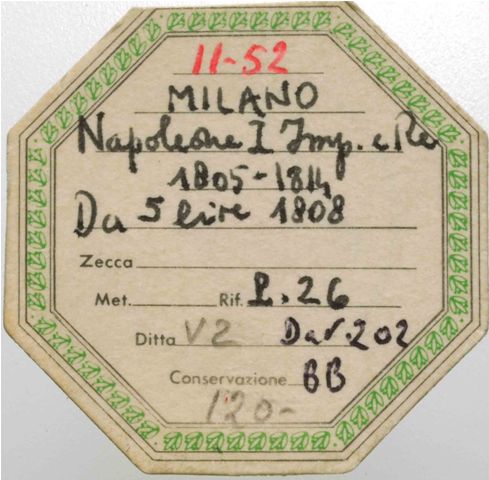 11-52
MILANO
Napoleone I Imp. e Re
1805-1814
Da 5 lire 1808
Zecca
Met. Rif. P. 26
Ditta V2 Dav. 202
Conservazione BB
120-